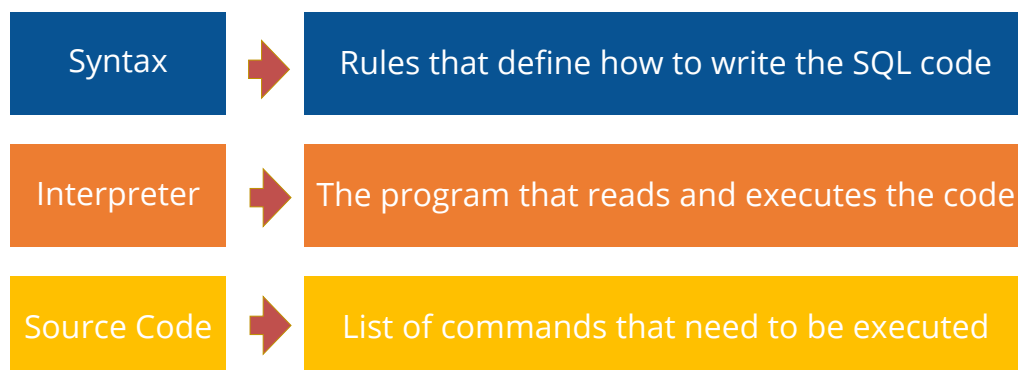 Syntax
Rules that define how to write the SQL code
Interpreter
The program that reads and executes the code
Source Code
List of commands that need to be executed